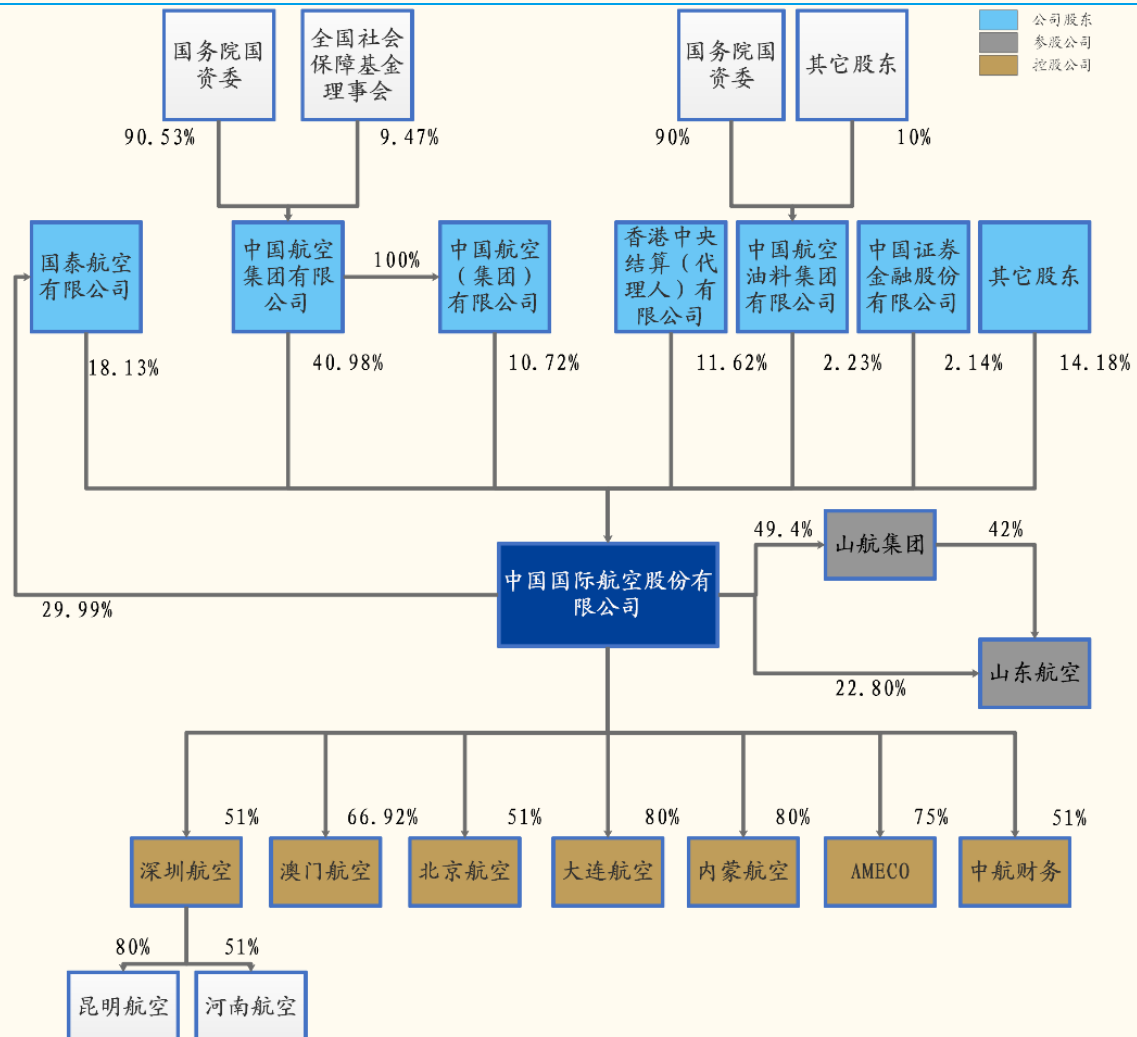 公司股东
参股公司
控股公司
国务院国
资委
全国社会
保障基金
理事会
国务院国
资委
其它股东
90.53%
9.47%
90%
10%
国泰航空
有限公司
中国航空
集团有限
公司
100%
中国航空
（集团）
有限公司
香港中央
结算（代
理人）有
限公司
中国航空
油料集团
有限公司
中国证券
金融股份
有限公司
其它股东
18.13%
40.98%
10.72%
11.62%
2.23%
2.14%
14.18%
49.4%
山航集团
42%
中国国际航空股份有
限公司
29.99%
山东航空
22.80%
51%
66.92%
51%
80%
80%
75%
51%
深圳航空
澳门航空
北京航空
大连航空
内蒙航空
AMECO
中航财务
80%
51%
昆明航空
河南航空